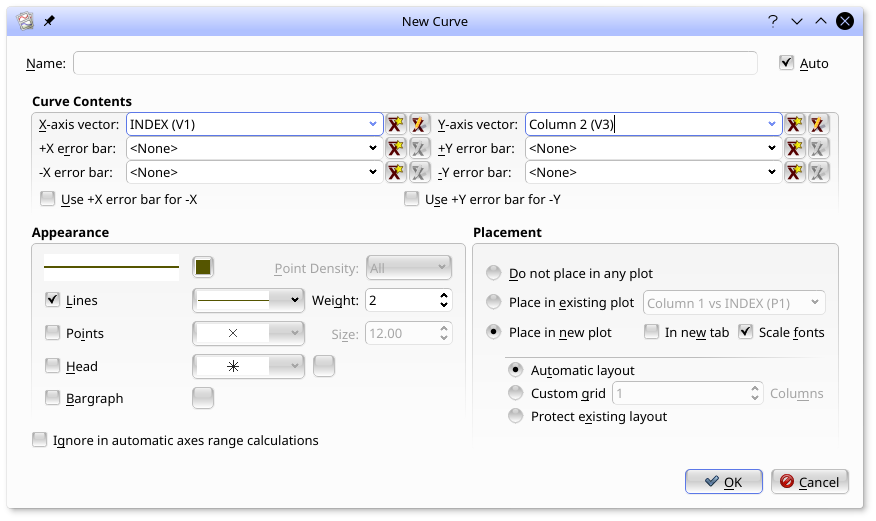 New Curve
Name: Auto
Curve Contents
X-axis vector: INDEX (V1) Y-axis vector: Column 2 (V3)
+X error bar: <None> +Y error bar: <None>
-X error bar: <None> -Y error bar: <None>
Use +X error bar for -X Use +Y error bar for -Y
Appearance Placement
Point Density: All
Do not place in any plot
Lines Weight: 2 Place in existing plot Column 1 vs INDEX (P1)
Points Size: 12.00 Place in new plot In new tab Scale fonts
Head Automatic layout
Custom grid 1 Columns
Bargraph Protect existing layout
Ignore in automatic axes range calculations
OK Cancel